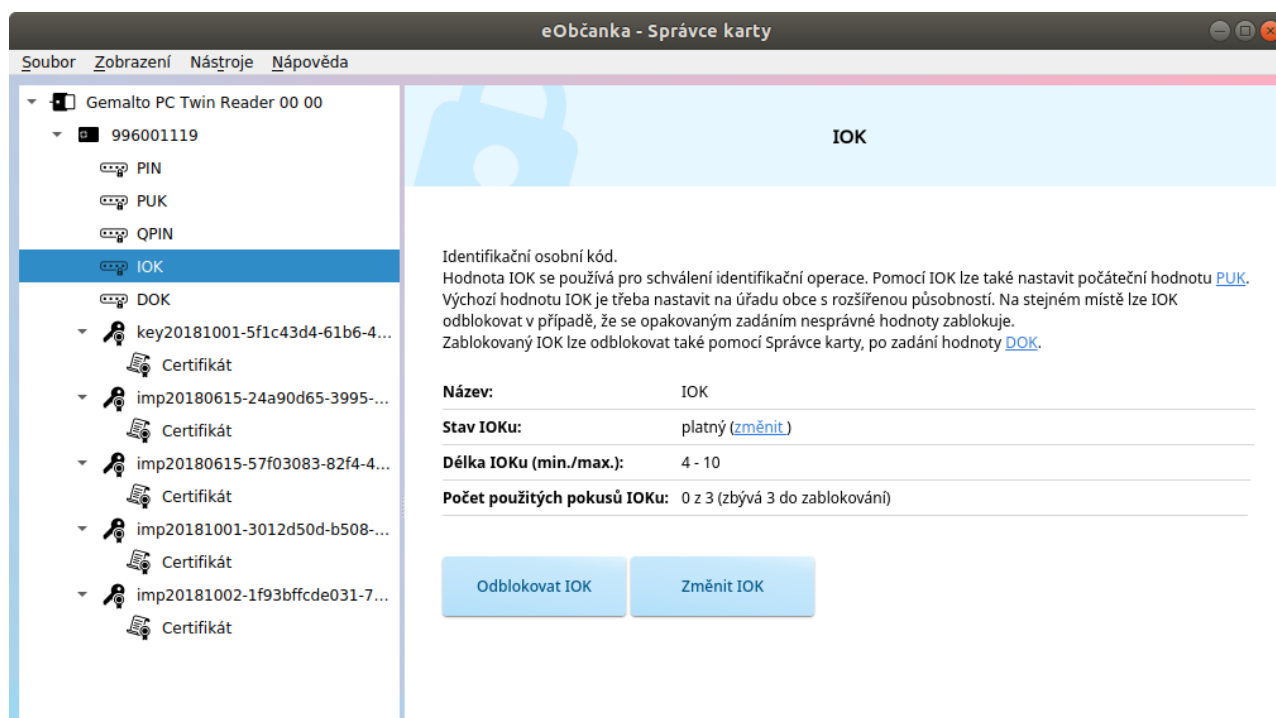 eObčanka - Správce karty
Soubor Zobrazení Nástroje Nápověda
Gemalto PC Twin Reader 00 00
996001119
PIN
PUK
QPIN
IOK
DOK
key20181001-5f1c43d4-61b6-4...
Certifikát
imp20180615-24a90d65-3995-...
Certifikát
imp20180615-57f03083-82f4-4...
Certifikát
imp20181001-3012d50d-b508-...
Certifikát
imp20181002-1f93bffcde031-7...
Certifikát
IOK
Identifikační osobní kód.
Hodnota IOK se používá pro schválení identifikační operace. Pomocí IOK lze také nastavit počáteční hodnotu PUK.
Výchozí hodnotu IOK je třeba nastavit na úřadu obce s rozšířenou působností. Na stejném místě lze IOK
odblokovat v případě, že se opakovaným zadáním nesprávné hodnoty zablokuje.
Zablokovaný IOK lze odblokovat také pomocí Správce karty, po zadání hodnoty DOK.
Název: IOK
Stav IOKu: platný (změnit )
Délka IOKu (min./max.): 4 - 10
Počet použitých pokusů IOKu: 0 z 3 (zbývá 3 do zablokování)
Odblokovat IOK Změnit IOK